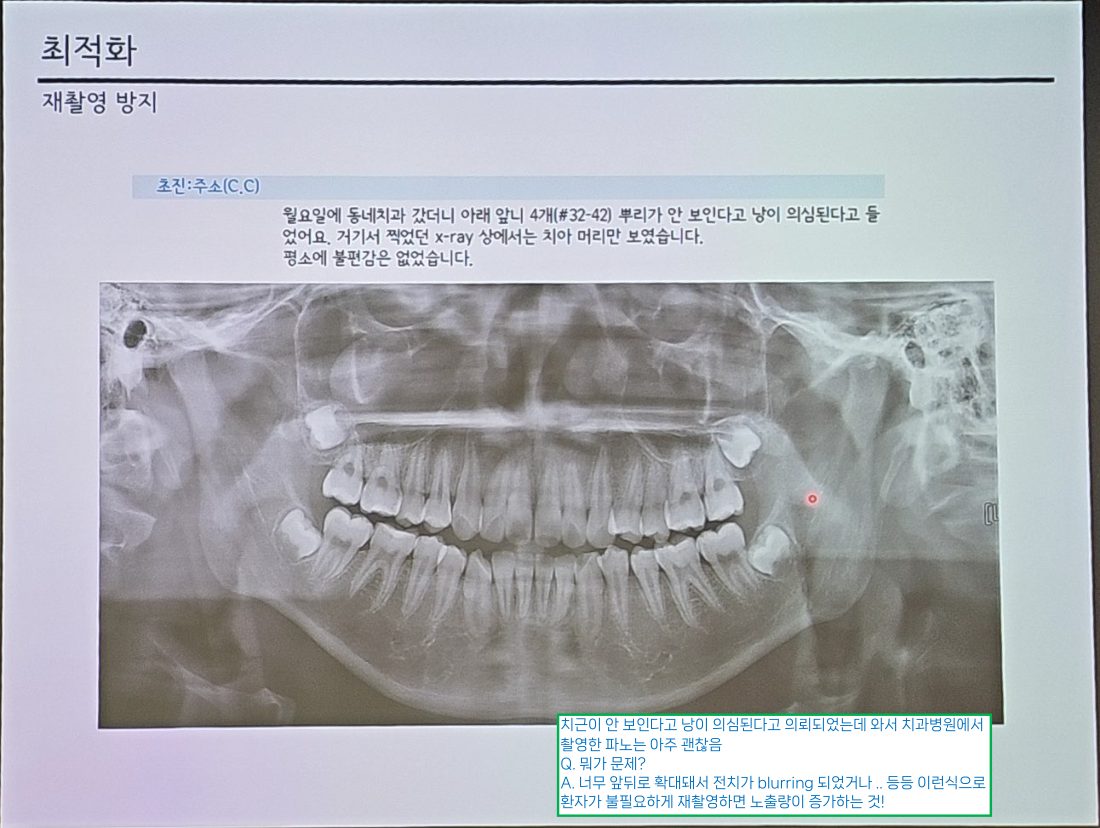 최적화
재촬영 방지
초진:주소(C.C)
월요일에 동네치과 갔더니 아래 앞니 4개(#32-42) 뿌리가 안 보인다고 낭이 의심된다고 들
었어요. 거기서 찍었던 x-ray 상에서는 치아 머리만 보였습니다.
평소에 불편감은 없었습니다.
치근이 안 보인다고 낭이 의심된다고 의뢰되었는데 와서 치과병원에서
촬영한 파노는 아주 괜찮음
Q. 뭐가 문제?
A. 너무 앞뒤로 확대돼서 전치가 blurring 되었거나 .. 등등 이런식으로
환자가 불필요하게 재촬영하면 노출량이 증가하는 것!